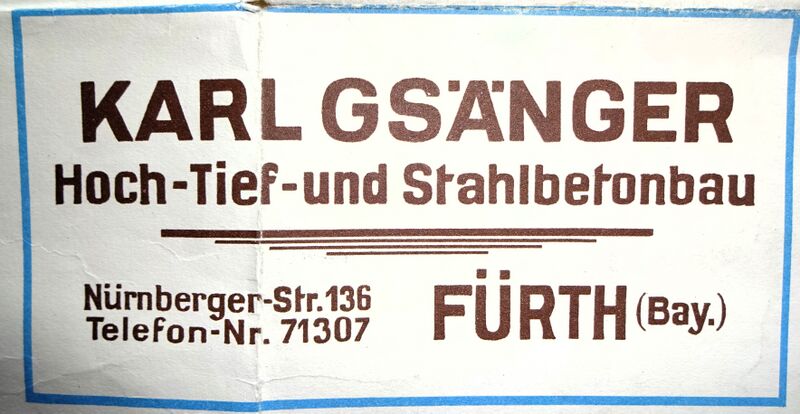 KARL GSÄNGER
Hoch-Tief-und Stahlbetonbau
Nürnberger-Str.136
Telefon-Nr. 71307
FÜRTH (Bay.)